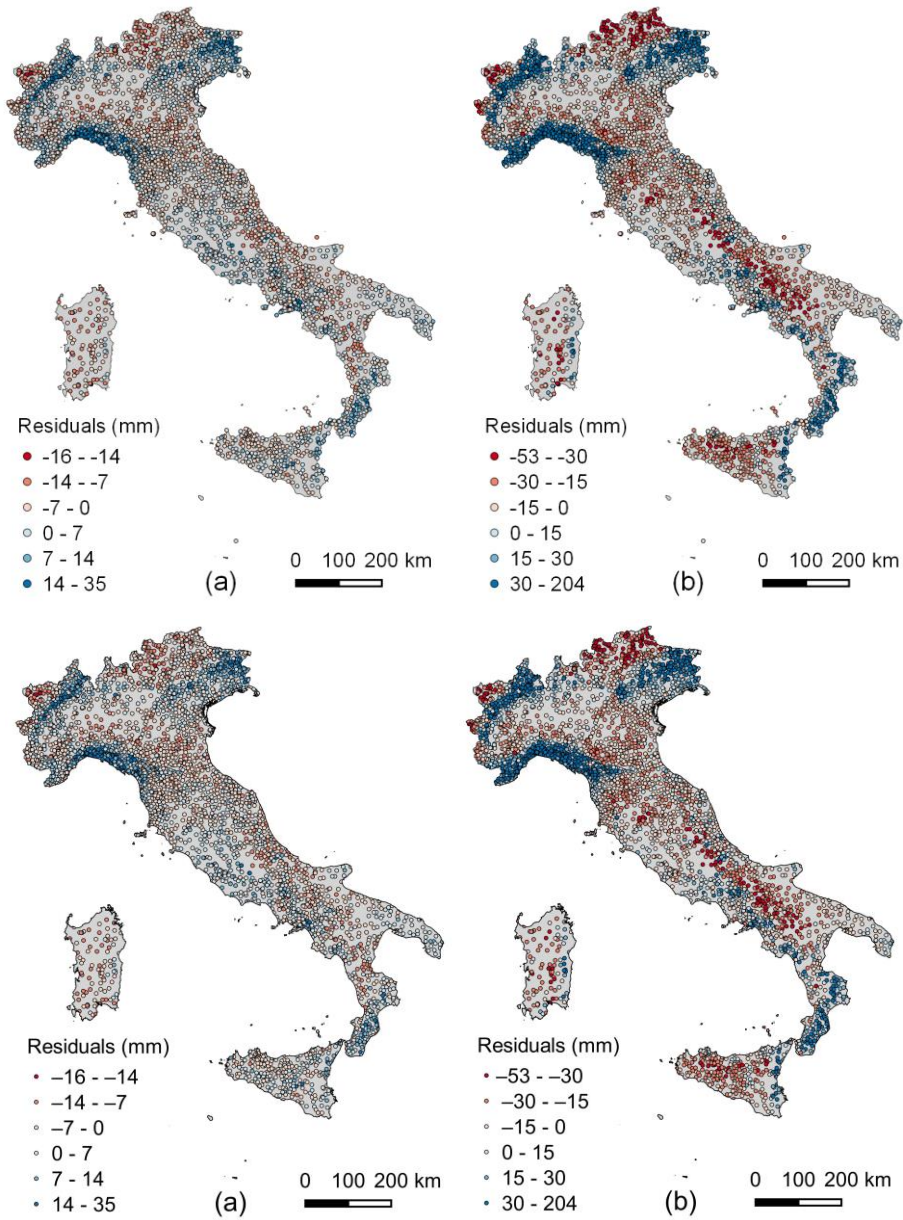 Residuals (mm)
-16 - -14
-14 - -7
-7 - 0
0 - 7
7 - 14
14 - 35
0 100 200 km
(a)
Residuals (mm)
-53 - -30
-30 - -15
-15 - 0
0 - 15
15 - 30
30 - 204
0 100 200 km
(b)
Residuals (mm)
–16 - –14
–14 - –7
–7 - 0
0 - 7
7 - 14
14 - 35
0 100 200 km
(a)
Residuals (mm)
–53 - –30
–30 - –15
–15 - 0
0 - 15
15 - 30
30 - 204
0 100 200 km
(b)